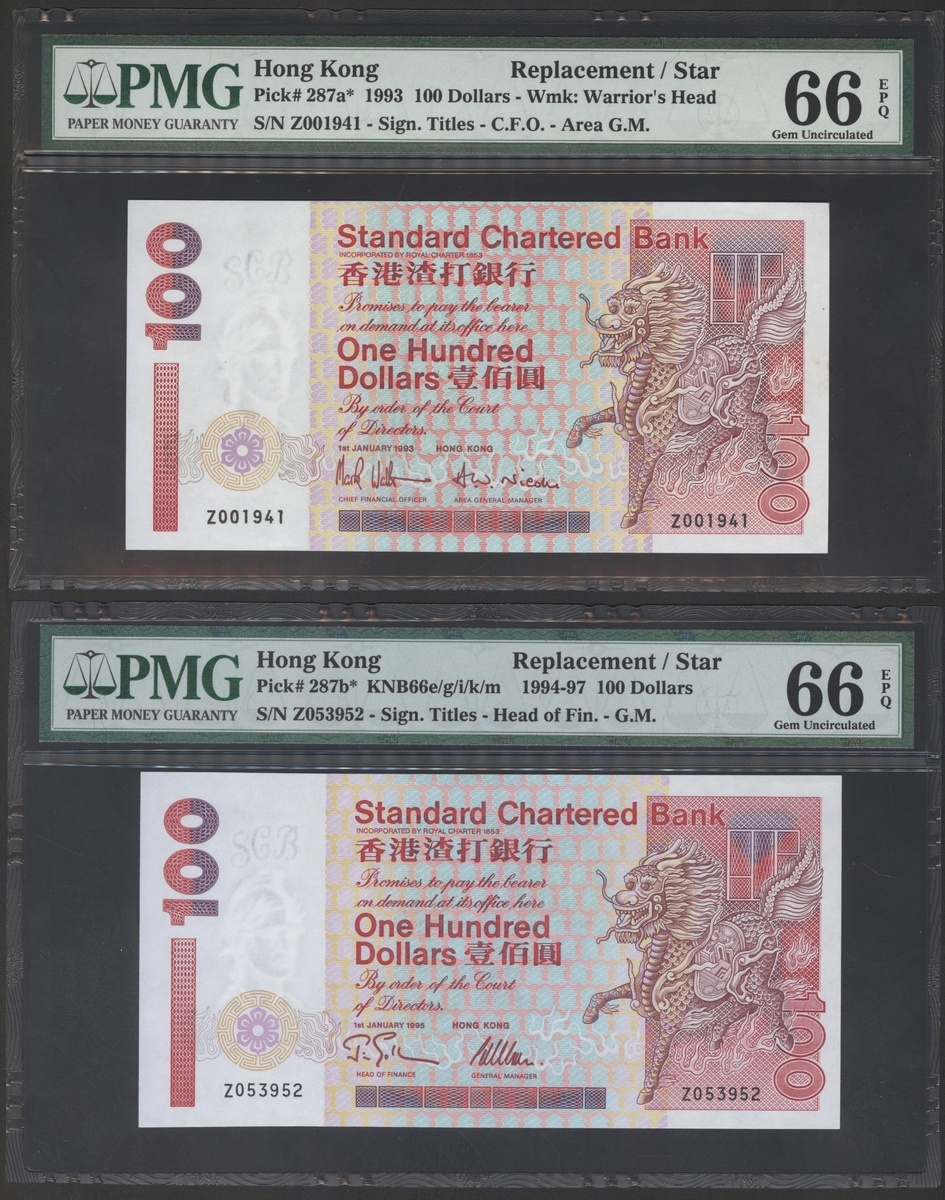 PMG
PAPER MONEY GUARANTY
Hong Kong Replacement / Star
Pick# 287a* 1993 100 Dollars - Wmk: Warrior's Head
S/N Z001941 - Sign. Titles - C.F.O. - Area G.M.
66
EPQ
Gem Uncirculated
100
SCB
Standard Chartered Bank
INCORPORATED BY ROYAL CHARTER 1853
香港渣打銀行
Promises to pay the bearer
on demand at its office here
One Hundred
Dollars 壹佰圓
By order of the Court
of Directors.
1st JANUARY 1993 HONG KONG
CHIEF FINANCIAL OFFICER AREA GENERAL MANAGER
Z001941
Z001941
100
PMG
PAPER MONEY GUARANTY
Hong Kong Replacement / Star
Pick# 287b* KNB66e/g/i/k/m 1994-97 100 Dollars
S/N Z053952 - Sign. Titles - Head of Fin. - G.M.
66
EPQ
Gem Uncirculated
100
SCB
Standard Chartered Bank
INCORPORATED BY ROYAL CHARTER 1853
香港渣打銀行
Promises to pay the bearer
on demand at its office here
One Hundred
Dollars 壹佰圓
By order of the Court
of Directors.
1st JANUARY 1995 HONG KONG
HEAD OF FINANCE GENERAL MANAGER
Z053952
Z053952
100